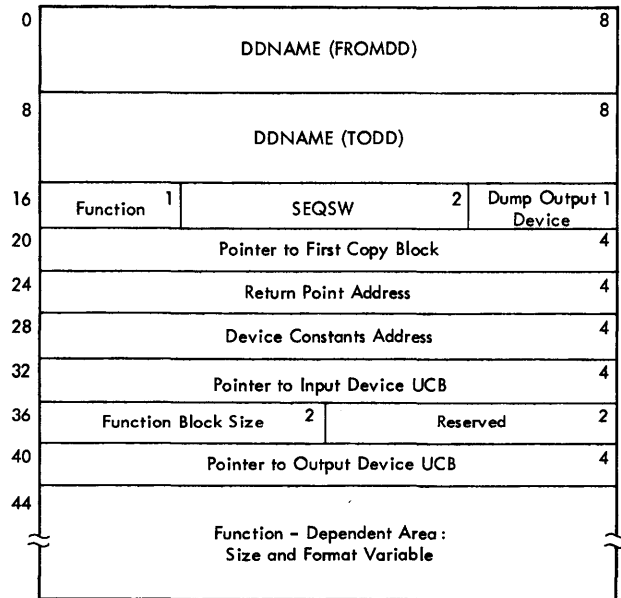 0 8
DDNAME (FROMDD)
8 8
DDNAME (TODD)
16 Function 1 SEQSW 2 Dump Output 1
Device
20 Pointer to First Copy Block 4
24 Return Point Address 4
28 Device Constants Address 4
32 Pointer to Input Device UCB 4
36 Function Block Size 2 Reserved 2
40 Pointer to Output Device UCB 4
44
Function - Dependent Area:
Size and Format Variable